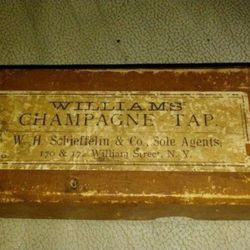 WILLIAMS'
CHAMPAGNE TAP.
W. H. Schieffelin & Co., Sole Agents,
170 & 172 William Street, N. Y.